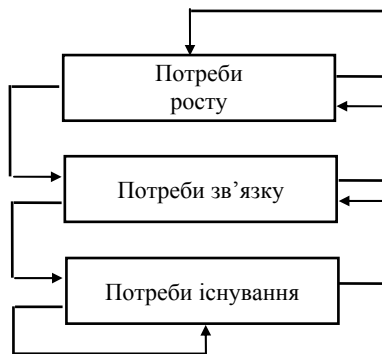 Потреби
росту
Потреби зв’язку
Потреби існування